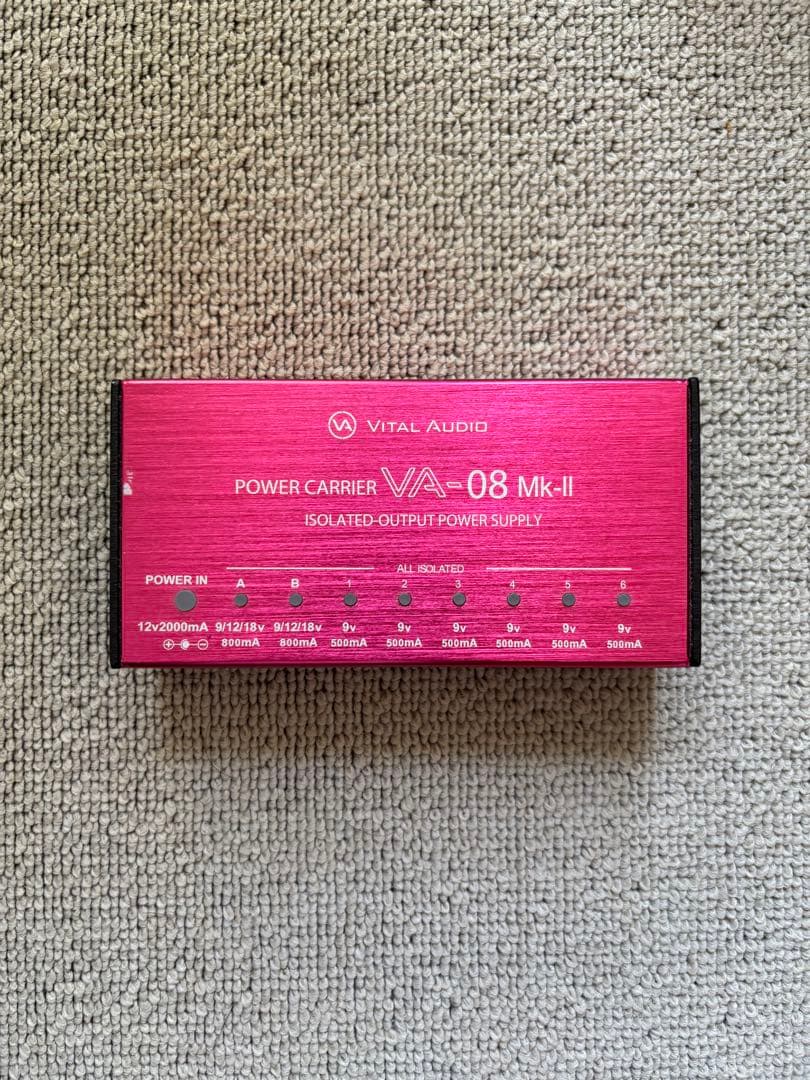 VA VITAL AUDIO
POWER CARRIER VA-08 Mk-II
ISOLATED-OUTPUT POWER SUPPLY
ALL ISOLATED
POWER IN A B 1 2 3 4 5 6
12v2000mA 9/12/18v 9/12/18v 9v 9v 9v 9v 9v 9v
800mA 800mA 500mA 500mA 500mA 500mA 500mA 500mA